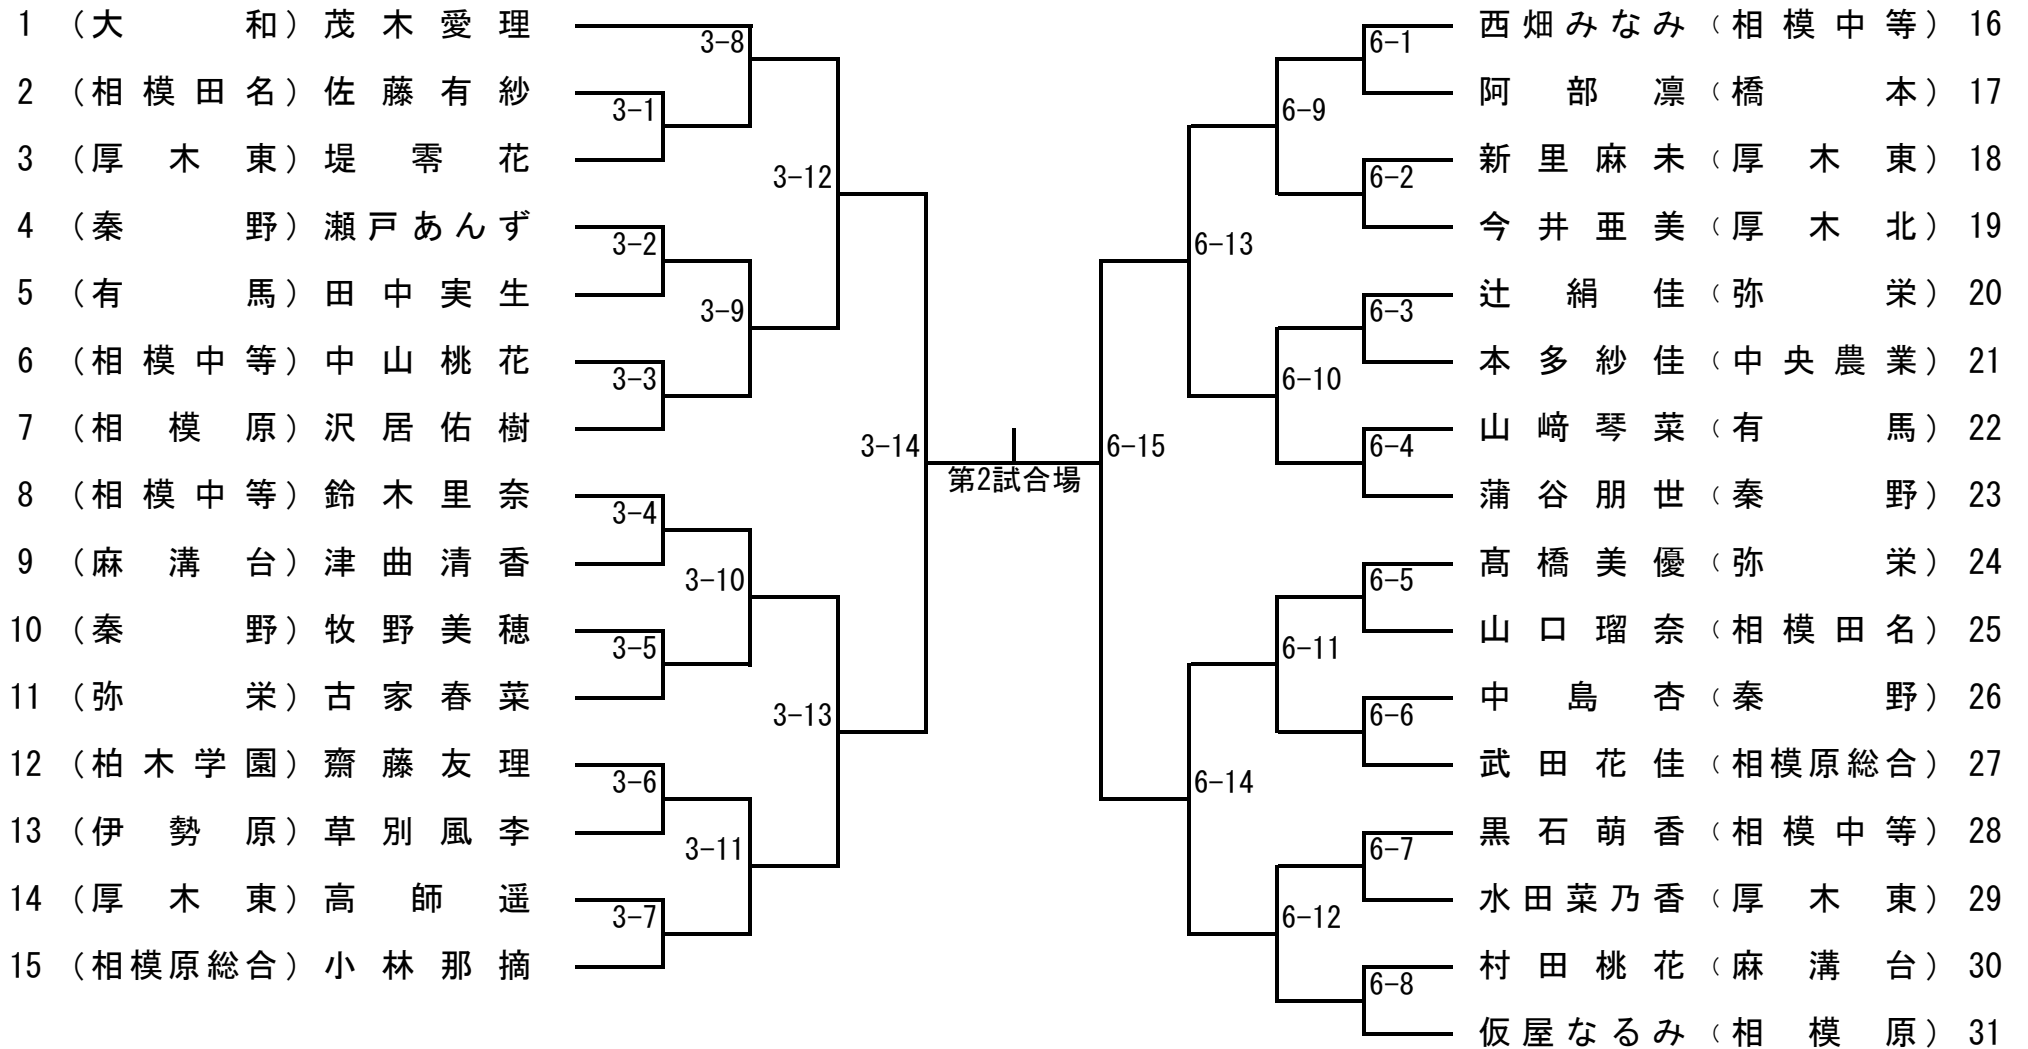 1 （大和） 茂木愛理
2 （相模田名） 佐藤有紗
3 （厚木東） 堤零花
4 （秦野） 瀬戸あんず
5 （有馬） 田中実生
6 （相模中等） 中山桃花
7 （相模原） 沢居佑樹
8 （相模中等） 鈴木里奈
9 （麻溝台） 津曲清香
10 （秦野） 牧野美穂
11 （弥栄） 古家春菜
12 （柏木学園） 齋藤友理
13 （伊勢原） 草別風李
14 （厚木東） 高師遥
15 （相模原総合） 小林那摘
3−8
3−1
3−12
3−2
3−9
3−3
3−14
3−4
3−10
3−5
3−13
3−6
3−11
3−7
第2試合場
6−1
6−9
6−2
6−13
6−3
6−10
6−4
6−15
6−5
6−11
6−6
6−14
6−7
6−12
6−8
西畑みなみ （相模中等） 16
阿部凛 （橋本） 17
新里麻未 （厚木東） 18
今井亜美 （厚木北） 19
辻絹佳 （弥栄） 20
本多紗佳 （中央農業） 21
山﨑琴菜 （有馬） 22
蒲谷朋世 （秦野） 23
髙橋美優 （弥栄） 24
山口瑠奈 （相模田名） 25
中島杏 （秦野） 26
武田花佳 （相模原総合） 27
黒石萌香 （相模中等） 28
水田菜乃香 （厚木東） 29
村田桃花 （麻溝台） 30
仮屋なるみ （相模原） 31